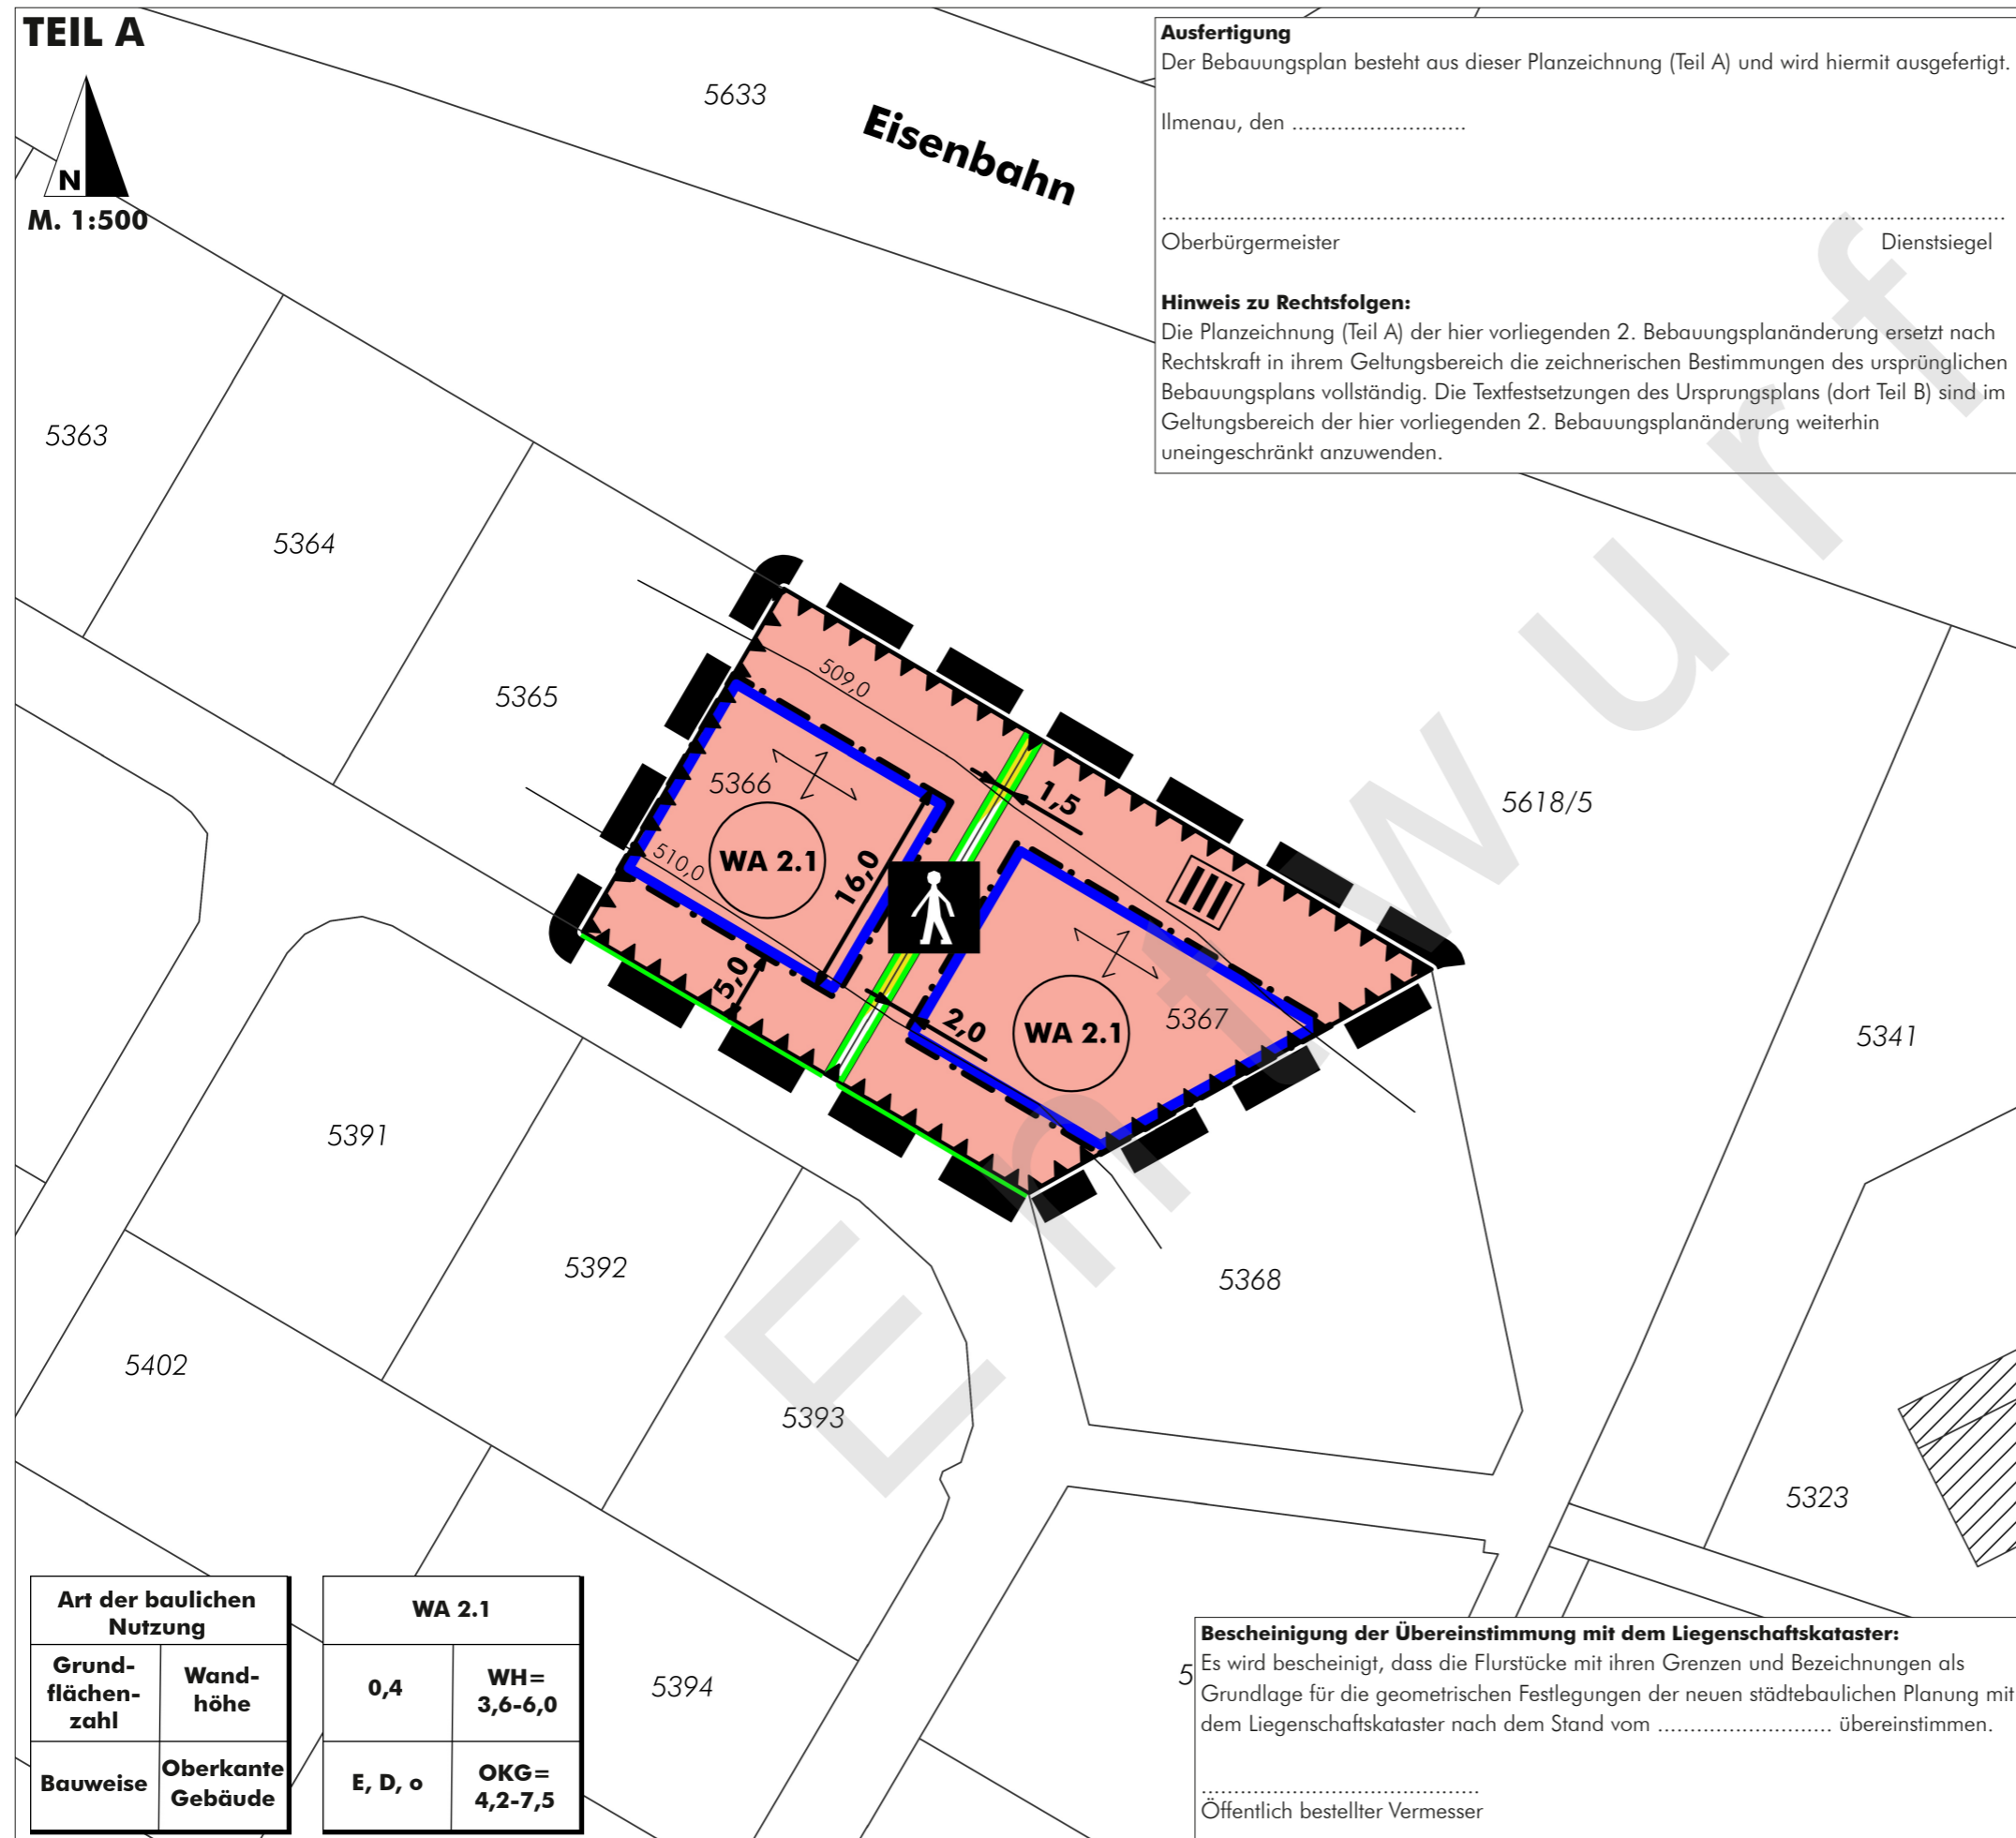 TEIL A
N
M. 1:500
5633
Eisenbahn
Ausfertigung
Der Bebauungsplan besteht aus dieser Planzeichnung (Teil A) und wird hiermit ausgefertigt.
Ilmenau, den ...........................
Oberbürgermeister Dienstsiegel
Hinweis zu Rechtsfolgen:
Die Planzeichnung (Teil A) der hier vorliegenden 2. Bebauungsplanänderung ersetzt nach
Rechtskraft in ihrem Geltungsbereich die zeichnerischen Bestimmungen des ursprünglichen
Bebauungsplans vollständig. Die Textfestsetzungen des Ursprungsplans (dort Teil B) sind im
Geltungsbereich der hier vorliegenden 2. Bebauungsplanänderung weiterhin
uneingeschränkt anzuwenden.
5363
5364
5365
509,0
5366
WA 2.1
510,0
16,0
5,0
1,5
2,0
WA 2.1
5367
5618/5
5341
5391
5392
5368
5402
5393
5323
5394
5
Entwurf
Art der baulichen
Nutzung
Grund-
flächen-
zahl
Wand-
höhe
Bauweise
Oberkante
Gebäude
WA 2.1
0,4
WH=
3,6-6,0
E, D, o
OKG=
4,2-7,5
Bescheinigung der Übereinstimmung mit dem Liegenschaftskataster:
Es wird bescheinigt, dass die Flurstücke mit ihren Grenzen und Bezeichnungen als
Grundlage für die geometrischen Festlegungen der neuen städtebaulichen Planung mit
dem Liegenschaftskataster nach dem Stand vom ........................... übereinstimmen.
Öffentlich bestellter Vermesser